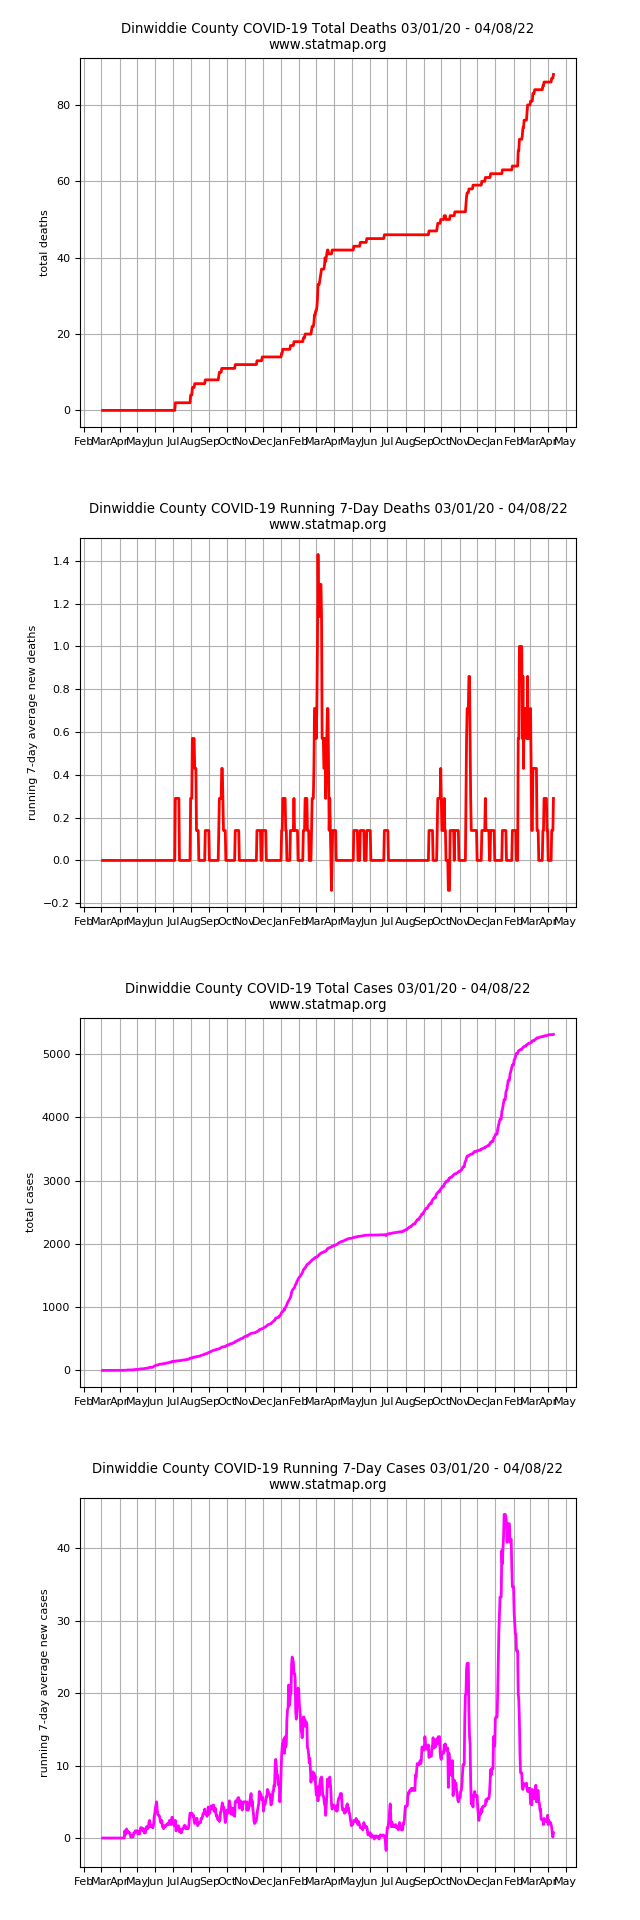 Dinwiddie County COVID-19 Total Deaths 03/01/20 - 04/08/22
www.statmap.org
total deaths
80
60
40
20
0
Feb Mar Apr May Jun Jul Aug Sep Oct Nov Dec Jan Feb Mar Apr May Jun Jul Aug Sep Oct Nov Dec Jan Feb Mar Apr May
Dinwiddie County COVID-19 Running 7-Day Deaths 03/01/20 - 04/08/22
www.statmap.org
running 7-day average new deaths
1.4
1.2
1.0
0.8
0.6
0.4
0.2
0.0
−0.2
Feb Mar Apr May Jun Jul Aug Sep Oct Nov Dec Jan Feb Mar Apr May Jun Jul Aug Sep Oct Nov Dec Jan Feb Mar Apr May
Dinwiddie County COVID-19 Total Cases 03/01/20 - 04/08/22
www.statmap.org
total cases
5000
4000
3000
2000
1000
0
Feb Mar Apr May Jun Jul Aug Sep Oct Nov Dec Jan Feb Mar Apr May Jun Jul Aug Sep Oct Nov Dec Jan Feb Mar Apr May
Dinwiddie County COVID-19 Running 7-Day Cases 03/01/20 - 04/08/22
www.statmap.org
running 7-day average new cases
40
30
20
10
0
Feb Mar Apr May Jun Jul Aug Sep Oct Nov Dec Jan Feb Mar Apr May Jun Jul Aug Sep Oct Nov Dec Jan Feb Mar Apr May